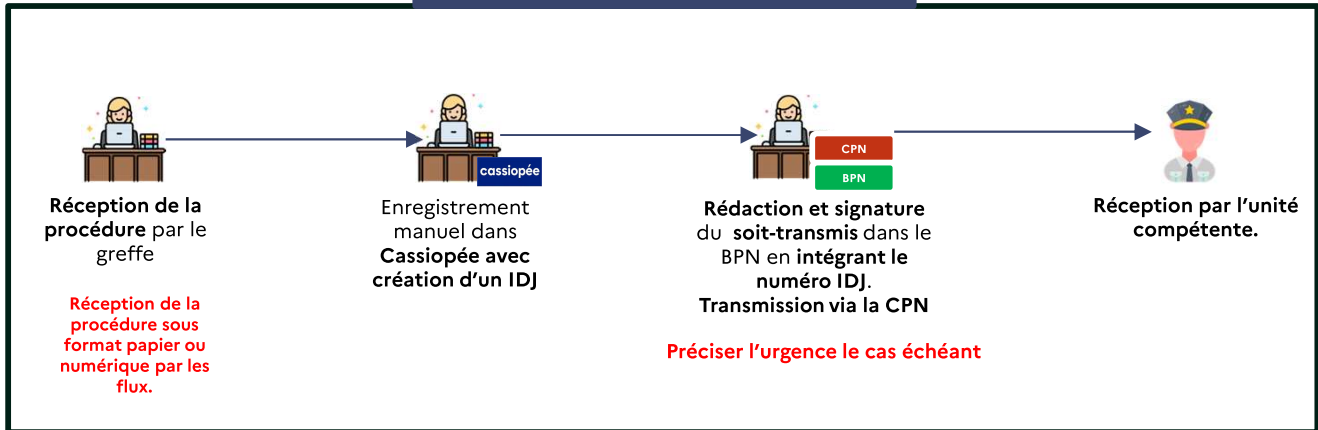 cassiopée
CPN
BPN
Réception de la
procédure par le
greffe
Réception de la
procédure sous
format papier ou
numérique par les
flux.
Enregistrement
manuel dans
Cassiopée avec
création d'un IDJ
Rédaction et signature
du soit-transmis dans le
BPN en intégrant le
numéro IDJ.
Transmission via la CPN
Préciser l'urgence le cas échéant
Réception par l'unité
compétente.